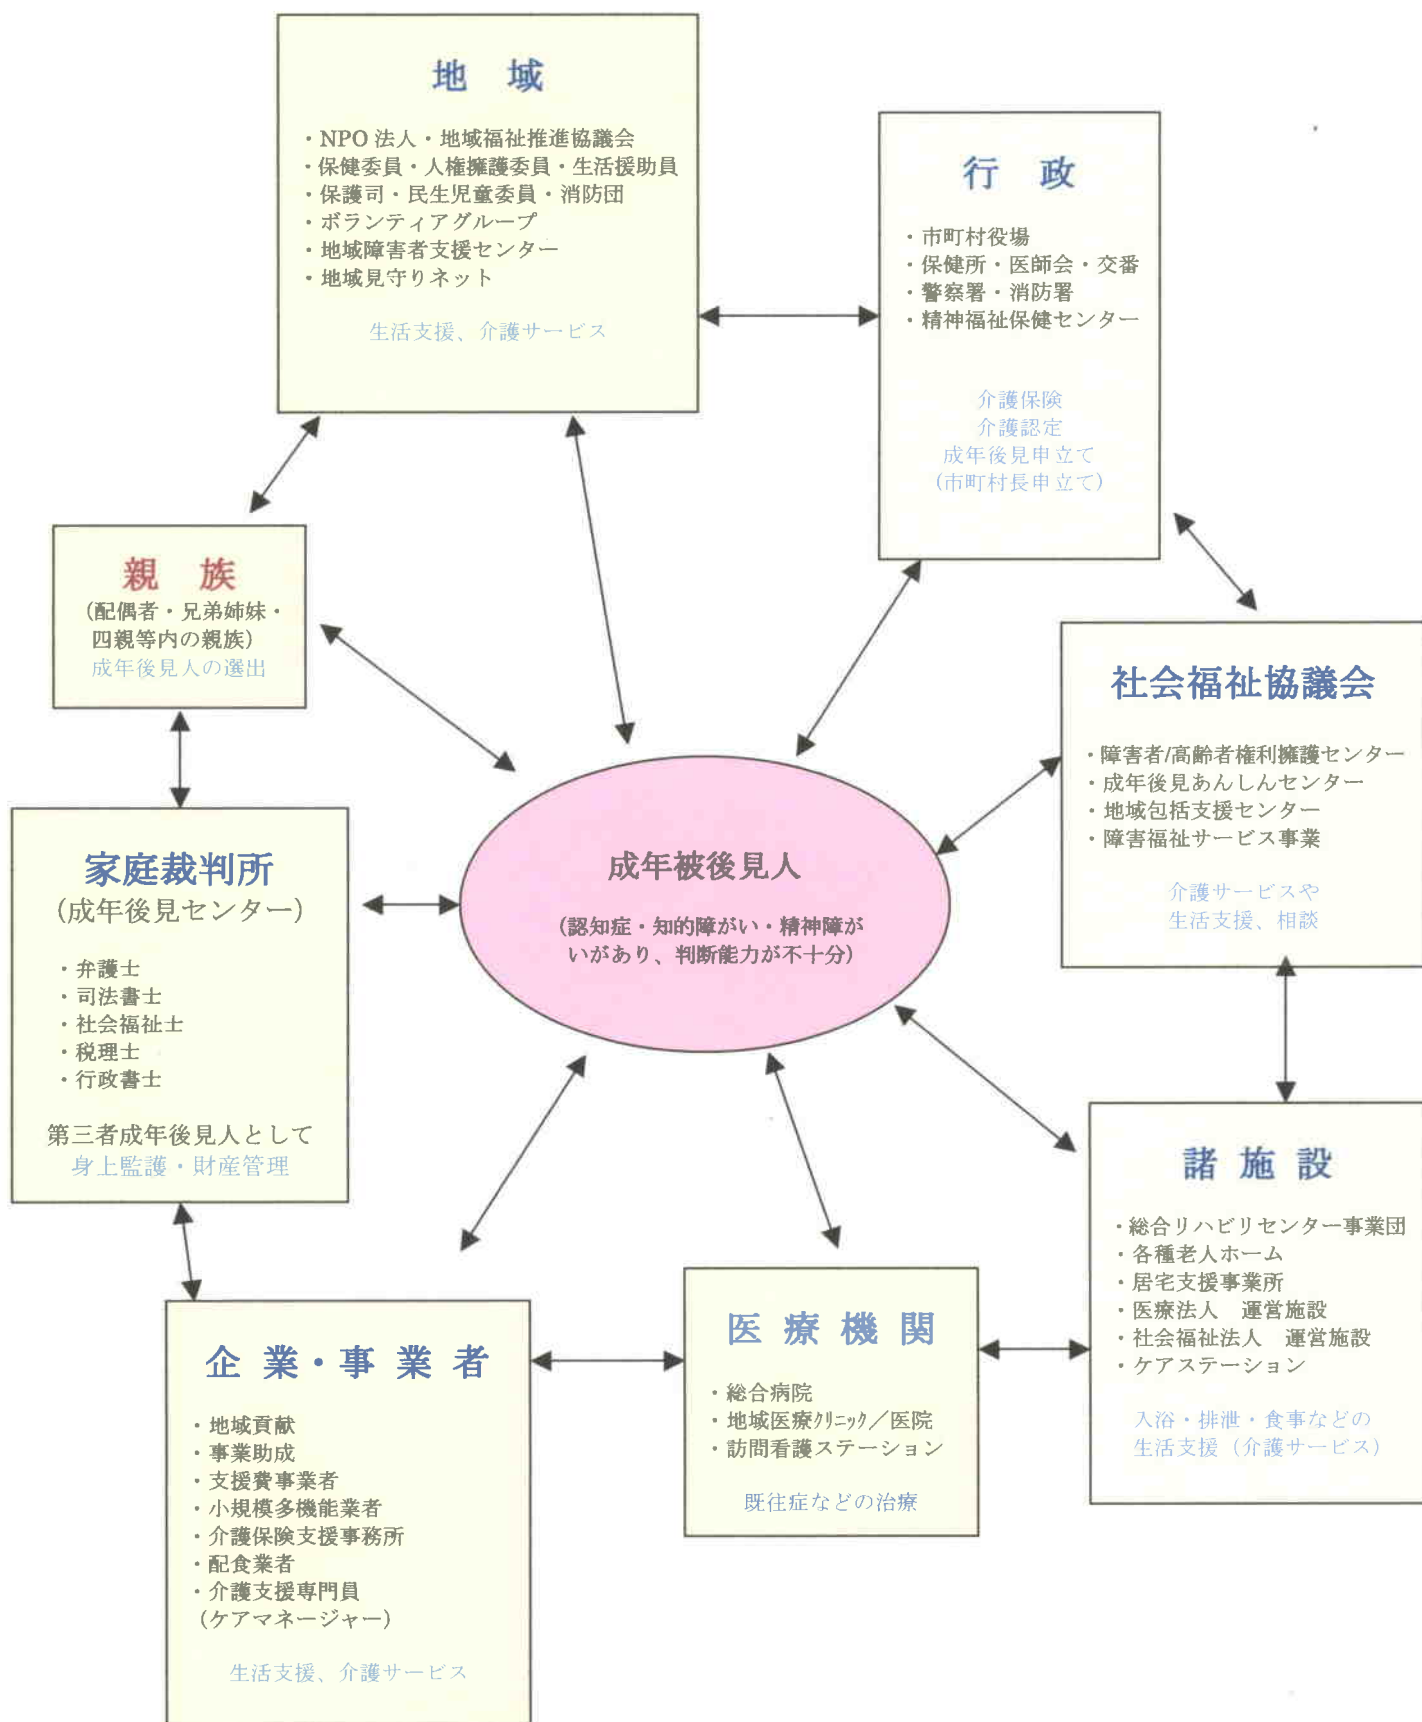 地　域
・NPO 法人・地域福祉推進協議会
・保健委員・人権擁護委員・生活援助員
・保護司・民生児童委員・消防団
・ボランティアグループ
・地域障害者支援センター
・地域見守りネット
生活支援、介護サービス
行　政
・市町村役場
・保健所・医師会・交番
・警察署・消防署
・精神福祉保健センター
介護保険
介護認定
成年後見申立て
(市町村長申立て)
親　族
(配偶者・兄弟姉妹・
四親等内の親族)
成年後見人の選出
社会福祉協議会
・障害者/高齢者権利擁護センター
・成年後見あんしんセンター
・地域包括支援センター
・障害福祉サービス事業
介護サービスや
生活支援、相談
家庭裁判所
(成年後見センター)
・弁護士
・司法書士
・社会福祉士
・税理士
・行政書士
第三者成年後見人として
身上監護・財産管理
成年被後見人
(認知症・知的障がい・精神障が
いがあり、判断能力が不十分)
諸 施 設
・総合リハビリセンター事業団
・各種老人ホーム
・居宅支援事業所
・医療法人　運営施設
・社会福祉法人　運営施設
・ケアステーション
入浴・排泄・食事などの
生活支援（介護サービス）
企 業・事 業 者
・地域貢献
・事業助成
・支援費事業者
・小規模多機能業者
・介護保険支援事務所
・配食業者
・介護支援専門員
（ケアマネージャー）
生活支援、介護サービス
医 療 機 関
・総合病院
・地域医療クリニック／医院
・訪問看護ステーション
既往症などの治療